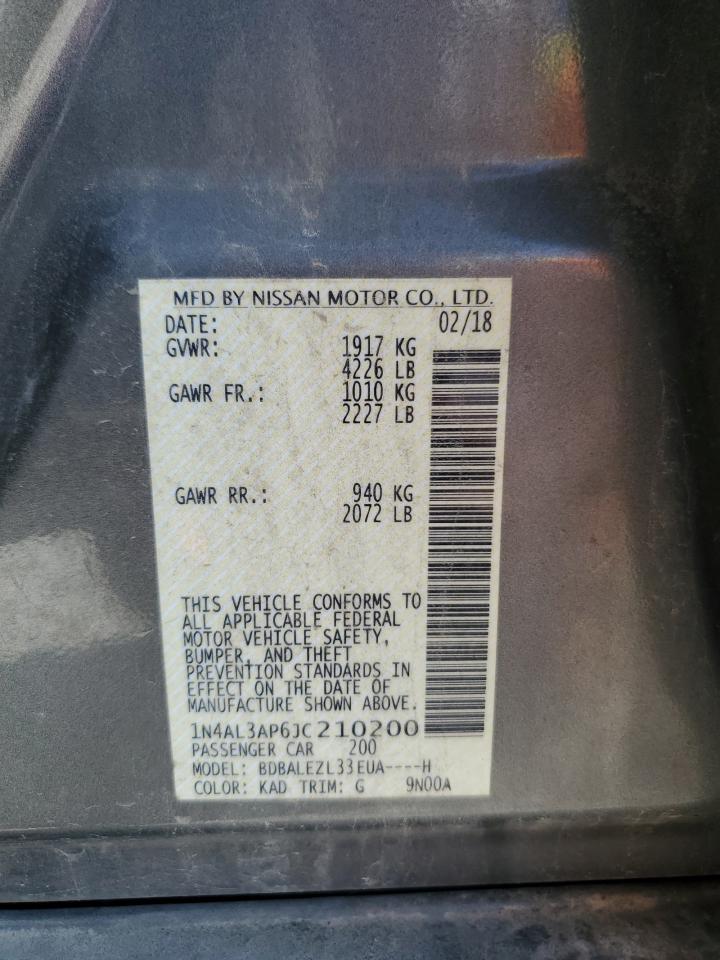 MFD BY NISSAN MOTOR CO., LTD.
DATE: 02/18
GVWR: 1917 KG
4226 LB
GAWR FR.: 1010 KG
2227 LB
GAWR RR.: 940 KG
2072 LB
THIS VEHICLE CONFORMS TO
ALL APPLICABLE FEDERAL
MOTOR VEHICLE SAFETY,
BUMPER, AND THEFT
PREVENTION STANDARDS IN
EFFECT ON THE DATE OF
MANUFACTURE SHOWN ABOVE.
1N4AL3AP6JC210200
PASSENGER CAR 200
MODEL: BDBALEZL33EUA----H
COLOR: KAD TRIM: G 9N00A